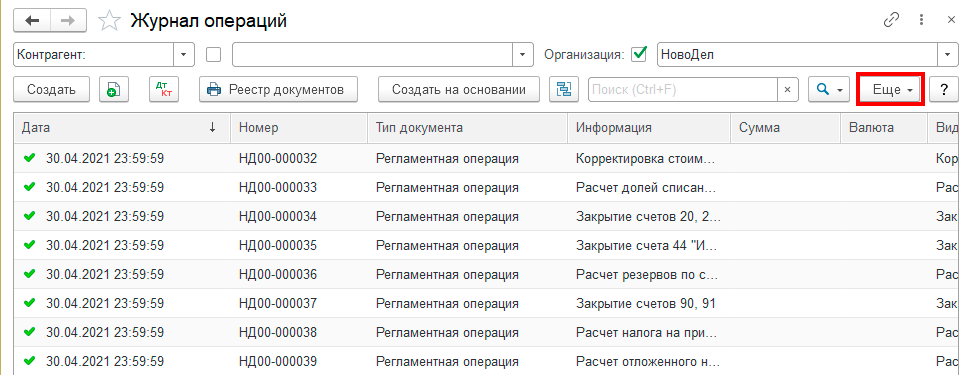 Журнал операций
Контрагент: Организация: НовоДел
Создать Дт Кт Реестр документов Создать на основании Поиск (Ctrl+F) × Еще ?
Дата ↓ Номер Тип документа Информация Сумма Валюта Вид
30.04.2021 23:59:59 НД00-000032 Регламентная операция Корректировка стоим... Кор
30.04.2021 23:59:59 НД00-000033 Регламентная операция Расчет долей списан... Рас
30.04.2021 23:59:59 НД00-000034 Регламентная операция Закрытие счетов 20, 2... Зак
30.04.2021 23:59:59 НД00-000035 Регламентная операция Закрытие счета 44 "И... Зак
30.04.2021 23:59:59 НД00-000036 Регламентная операция Расчет резервов по с... Рас
30.04.2021 23:59:59 НД00-000037 Регламентная операция Закрытие счетов 90, 91 Зак
30.04.2021 23:59:59 НД00-000038 Регламентная операция Расчет налога на при... Рас
30.04.2021 23:59:59 НД00-000039 Регламентная операция Расчет отложенного н... Рас